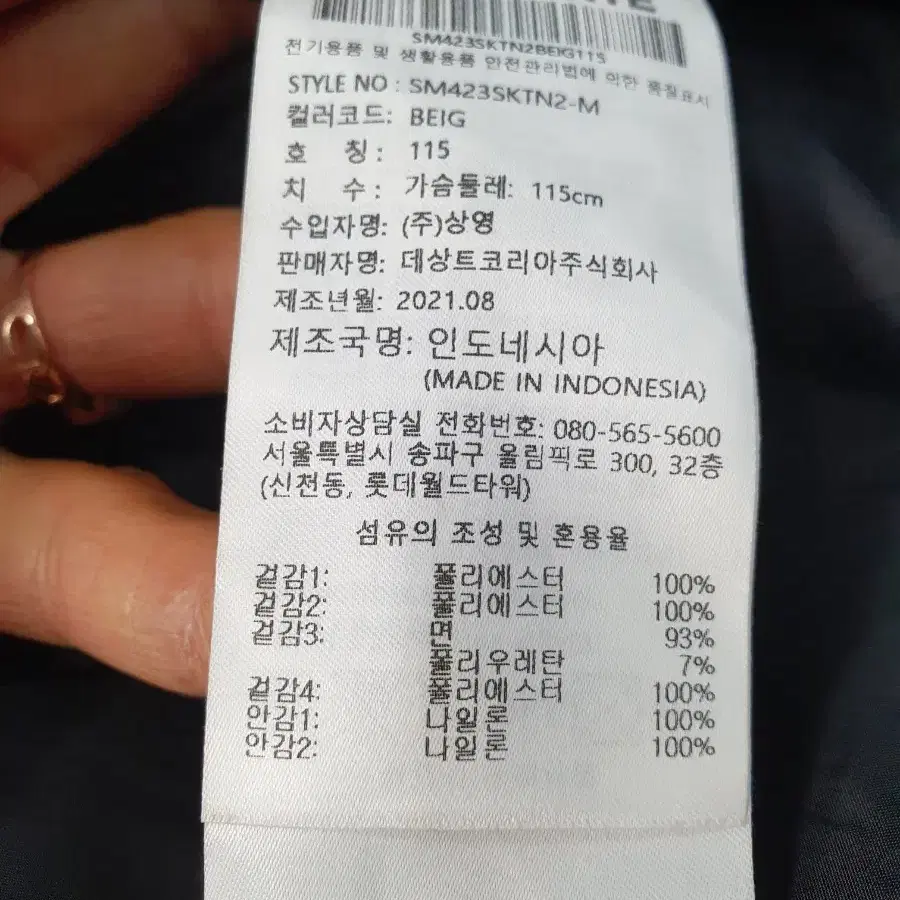 SM423SKTN2BEIG115
전기용품 및 생활용품 안전관리법에 의한 품질표시
STYLE NO : SM423SKTN2-M
컬러코드: BEIG
호 칭: 115
치 수: 가슴둘레: 115cm
수입자명: (주)상영
판매자명: 데상트코리아주식회사
제조년월: 2021.08
제조국명: 인도네시아
(MADE IN INDONESIA)
소비자상담실 전화번호: 080-565-5600
서울특별시 송파구 올림픽로 300, 32층
(신천동, 롯데월드타워)
섬유의 조성 및 혼용율
겉감1: 폴리에스터 100%
겉감2: 폴리에스터 100%
겉감3: 면 93%
폴리우레탄 7%
겉감4: 폴리에스터 100%
안감1: 나일론 100%
안감2: 나일론 100%